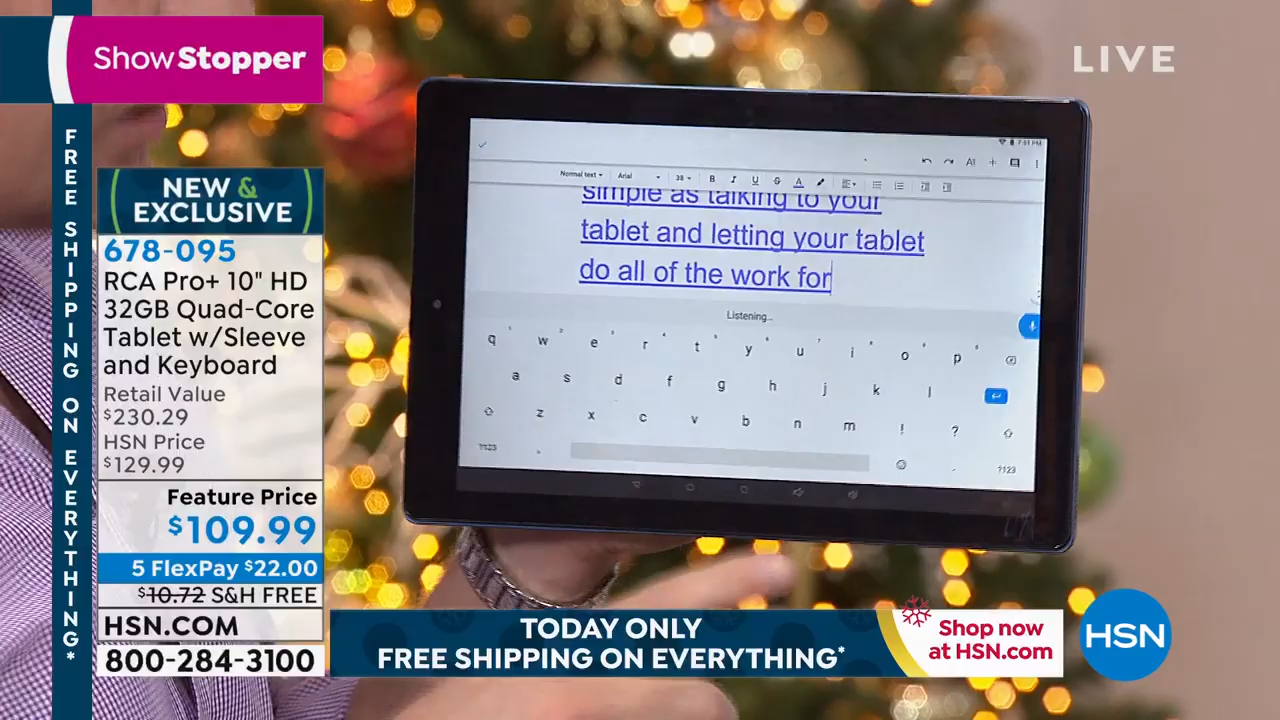 ShowStopper
LIVE
FREE SHIPPING ON EVERYTHING*
NEW &
EXCLUSIVE
678-095
RCA Pro+ 10" HD
32GB Quad-Core
Tablet w/Sleeve
and Keyboard
Retail Value
$230.29
HSN Price
$129.99
Feature Price
$109.99
5 FlexPay $22.00
$10.72 S&H FREE
HSN.COM
800-284-3100
7:51 PM
Normal text Arial 38 B I U S A
simple as talking to your
tablet and letting your tablet
do all of the work for
Listening...
q w e r t y u i o p
a s d f g h j k l
z x c v b n m ! ?
?123 ?123
TODAY ONLY
FREE SHIPPING ON EVERYTHING*
Shop now
at HSN.com
HSN